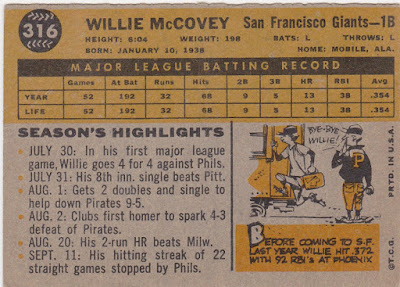 316
WILLIE McCOVEY San Francisco Giants—1B
HEIGHT: 6:04 WEIGHT: 198 BATS: L THROWS: L
BORN: JANUARY 10, 1938 HOME: MOBILE, ALA.
MAJOR LEAGUE BATTING RECORD
Games At Bat Runs Hits 2B 3B HR RBI Avg.
YEAR 52 192 32 68 9 5 13 38 .354
LIFE 52 192 32 68 9 5 13 38 .354
SEASON'S HIGHLIGHTS
• JULY 30: In his first major league
game, Willie goes 4 for 4 against Phils.
• JULY 31: His 8th inn. single beats Pitt.
• AUG. 1: Gets 2 doubles and single to
help down Pirates 9-5.
• AUG. 2: Clubs first homer to spark 4-3
defeat of Pirates.
• AUG. 20: His 2-run HR beats Milw.
• SEPT. 11: His hitting streak of 22
straight games stopped by Phils.
BYE-BYE
WILLIE!
P
BEFORE COMING TO S.F.
LAST YEAR WILLIE HIT .372
WITH 92 RBI's AT PHOENIX
©T.C.G. PRTD. IN U.S.A.